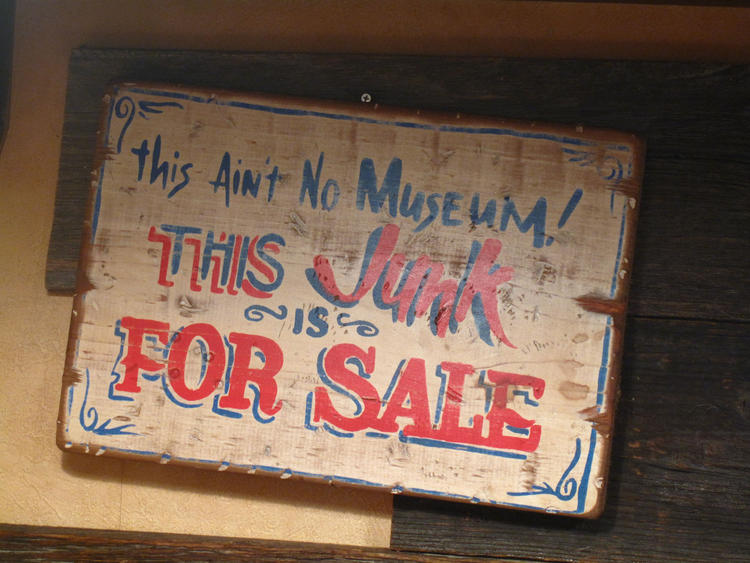 this Ain't No Museum!
THIS Junk
IS
FOR SALE